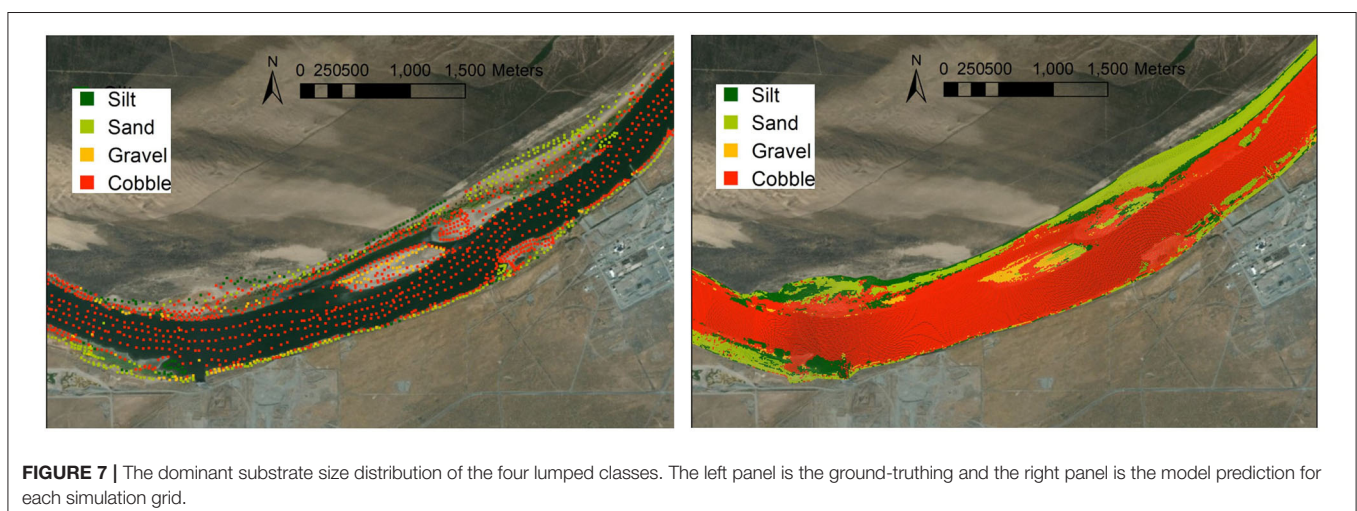 N
0 250500 1,000 1,500 Meters
Silt
Sand
Gravel
Cobble
N
0 250500 1,000 1,500 Meters
Silt
Sand
Gravel
Cobble
FIGURE 7 | The dominant substrate size distribution of the four lumped classes. The left panel is the ground-truthing and the right panel is the model prediction for
each simulation grid.